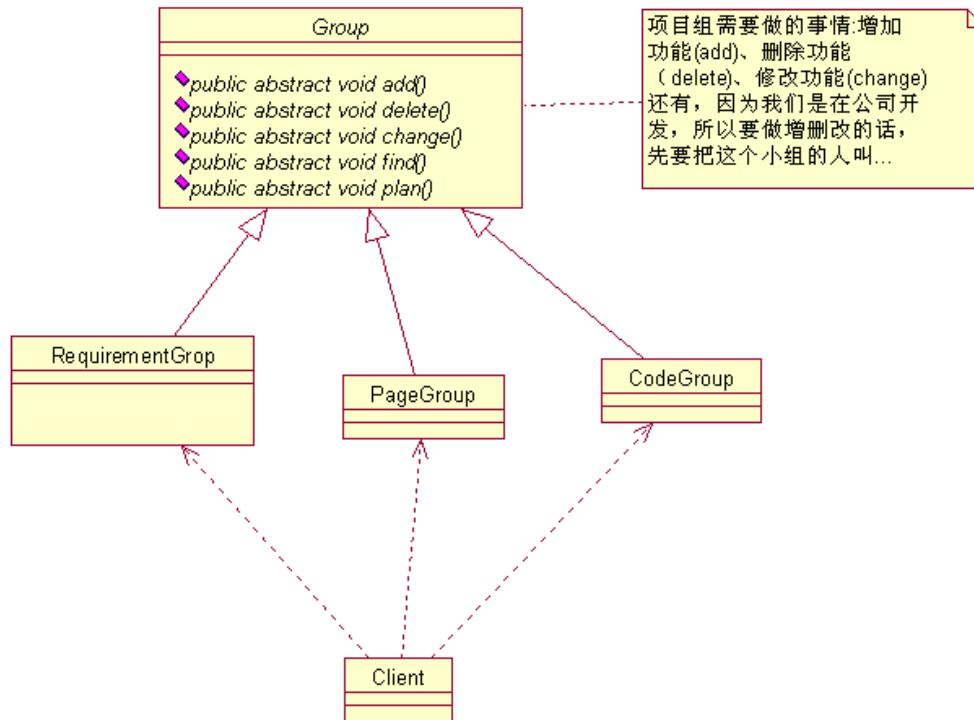 Group
public abstract void add()
public abstract void delete()
public abstract void change()
public abstract void find()
public abstract void plan()
项目组需要做的事情:增加
功能(add)、删除功能
（delete)、修改功能(change)
还有，因为我们是在公司开
发，所以要做增删改的话，
先要把这个小组的人叫...
RequirementGrop
PageGroup
CodeGroup
Client